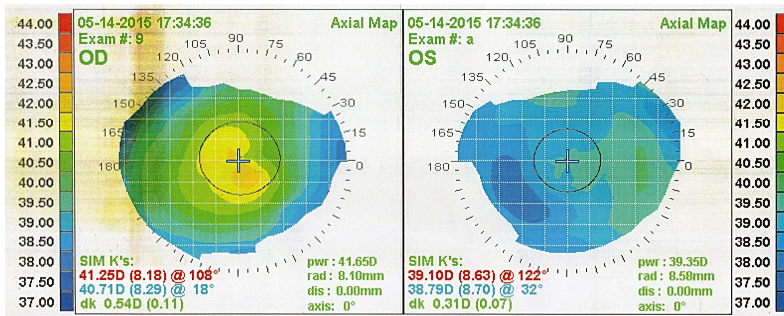 44.00
43.50
43.00
42.50
42.00
41.50
41.00
40.50
40.00
39.50
39.00
38.50
38.00
37.50
37.00
05-14-2015 17:34:36
Axial Map
Exam #: 9
OD
90
105
75
120
60
135
45
150
30
165
15
180
0
SIM K's:
41.25D (8.18) @ 108°
40.71D (8.29) @ 18°
dk 0.54D (0.11)
pwr : 41.65D
rad : 8.10mm
dis : 0.00mm
axis: 0°
05-14-2015 17:34:36
Axial Map
Exam #: a
OS
90
105
75
120
60
135
45
150
30
165
15
180
0
SIM K's:
39.10D (8.63) @ 122°
38.79D (8.70) @ 32°
dk 0.31D (0.07)
pwr : 39.35D
rad : 8.58mm
dis : 0.00mm
axis: 0°
44.00
43.50
43.00
42.50
42.00
41.50
41.00
40.50
40.00
39.50
39.00
38.50
38.00
37.50
37.00